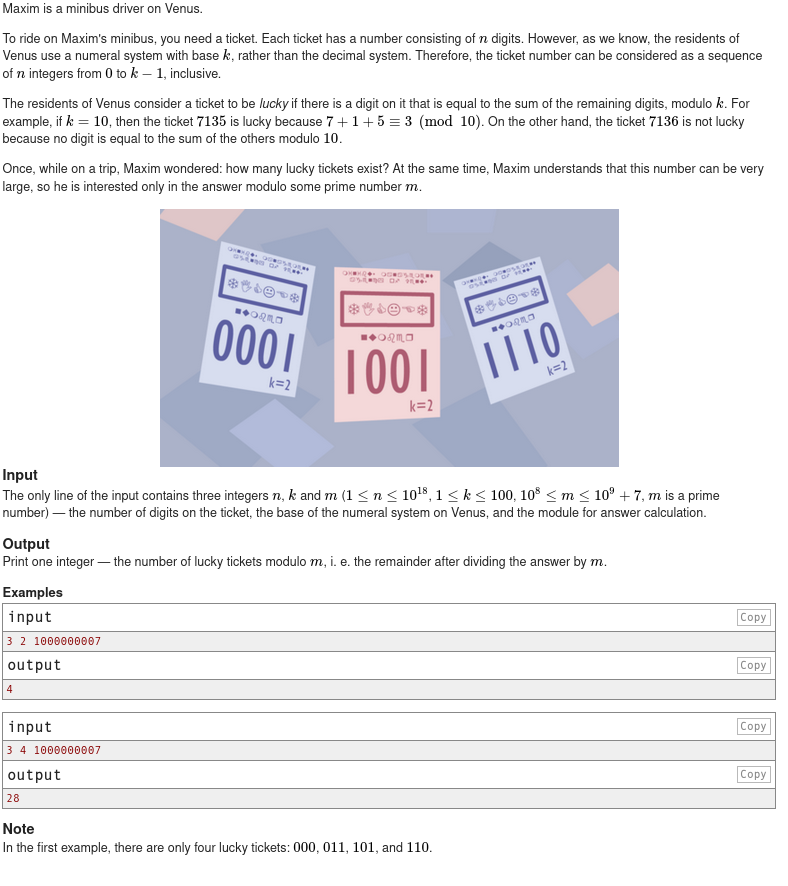 Maxim is a minibus driver on Venus.
To ride on Maxim's minibus, you need a ticket. Each ticket has a number consisting of n digits. However, as we know, the residents of
Venus use a numeral system with base k, rather than the decimal system. Therefore, the ticket number can be considered as a sequence
of n integers from 0 to k − 1, inclusive.
The residents of Venus consider a ticket to be lucky if there is a digit on it that is equal to the sum of the remaining digits, modulo k. For
example, if k = 10, then the ticket 7135 is lucky because 7 + 1 + 5 ≡ 3 (mod 10). On the other hand, the ticket 7136 is not lucky
because no digit is equal to the sum of the others modulo 10.
Once, while on a trip, Maxim wondered: how many lucky tickets exist? At the same time, Maxim understands that this number can be very
large, so he is interested only in the answer modulo some prime number m.
0001
k=2
1001
k=2
1110
k=2
Input
The only line of the input contains three integers n, k and m (1 ≤ n ≤ 10^18, 1 ≤ k ≤ 100, 10^8 ≤ m ≤ 10^9 + 7, m is a prime
number) — the number of digits on the ticket, the base of the numeral system on Venus, and the module for answer calculation.
Output
Print one integer — the number of lucky tickets modulo m, i. e. the remainder after dividing the answer by m.
Examples
input Copy
3 2 1000000007
output Copy
4
input Copy
3 4 1000000007
output Copy
28
Note
In the first example, there are only four lucky tickets: 000, 011, 101, and 110.